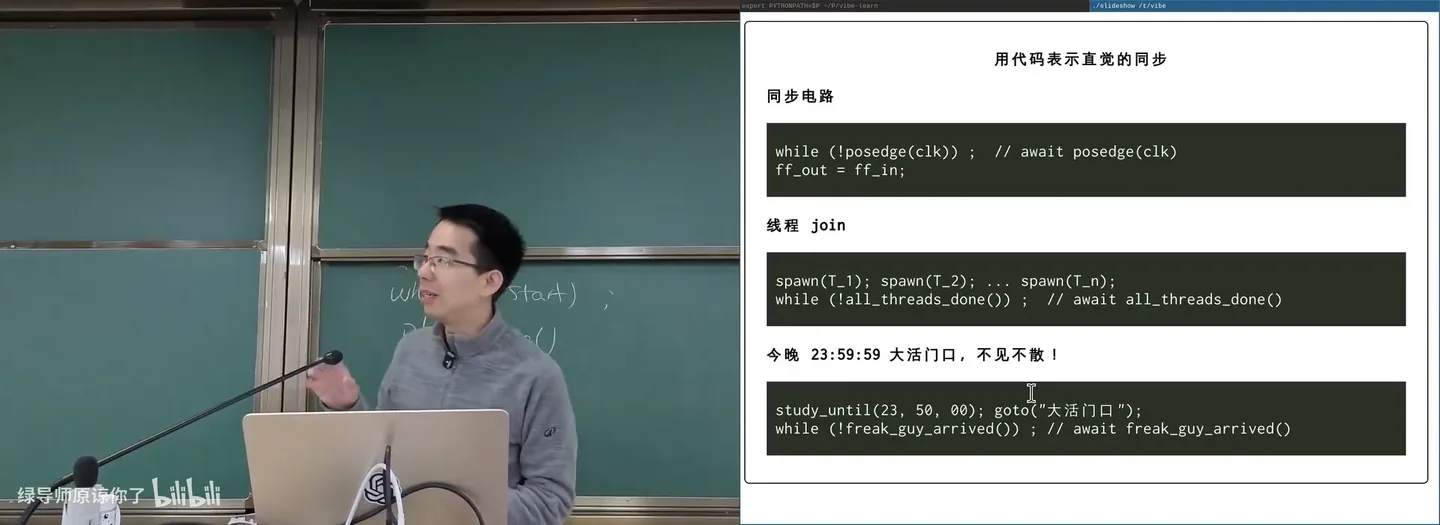 export PYTHONPATH=$P ~/P/vibe-learn
./slideshow /t/vibe
用代码表示直觉的同步
同步电路
while (!posedge(clk)) ;  // await posedge(clk)
ff_out = ff_in;
线程 join
spawn(T_1); spawn(T_2); ... spawn(T_n);
while (!all_threads_done()) ;  // await all_threads_done()
今晚 23:59:59 大活门口, 不见不散!
study_until(23, 50, 00); goto("大活门口");
while (!freak_guy_arrived()) ; // await freak_guy_arrived()
start) ;
绿导师原谅你了 bilibili